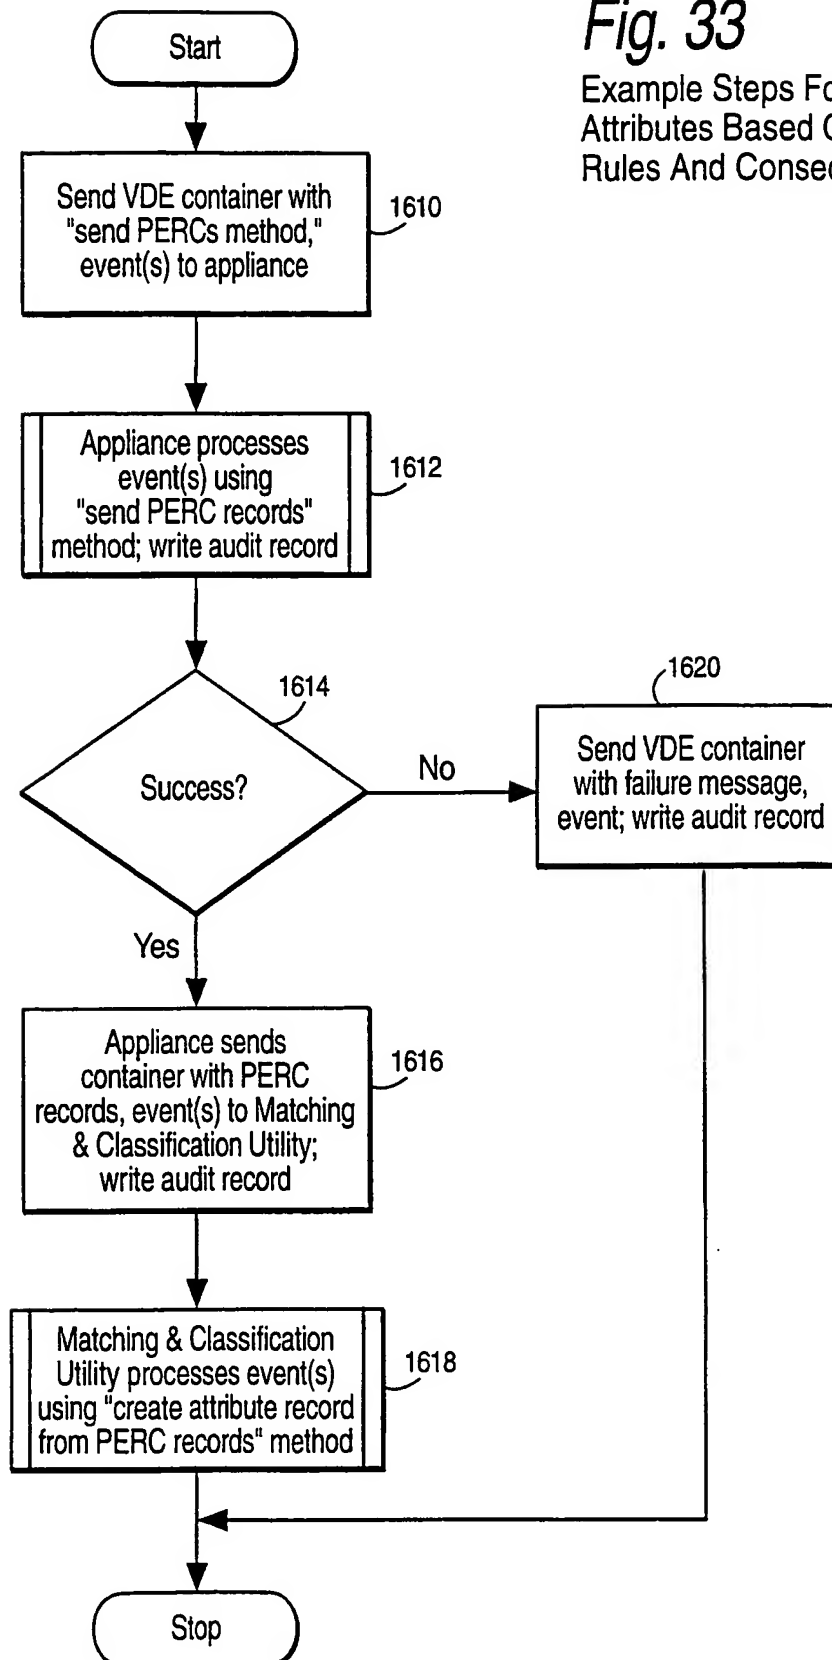 Fig. 33
Example Steps Fo
Attributes Based
Rules And Conse
Start
Send VDE container with
"send PERCs method,"
event(s) to appliance
1610
Appliance processes
event(s) using
"send PERC records"
method; write audit record
1612
1614
Success?
No
Yes
1620
Send VDE container
with failure message,
event; write audit record
Appliance sends
container with PERC
records, event(s) to Matching
& Classification Utility;
write audit record
1616
Matching & Classification
Utility processes event(s)
using "create attribute record
from PERC records" method
1618
Stop